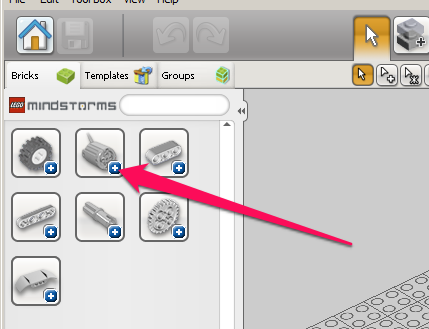 File Edit Toolbox View Help
Bricks Templates Groups
LEGO mindstorms